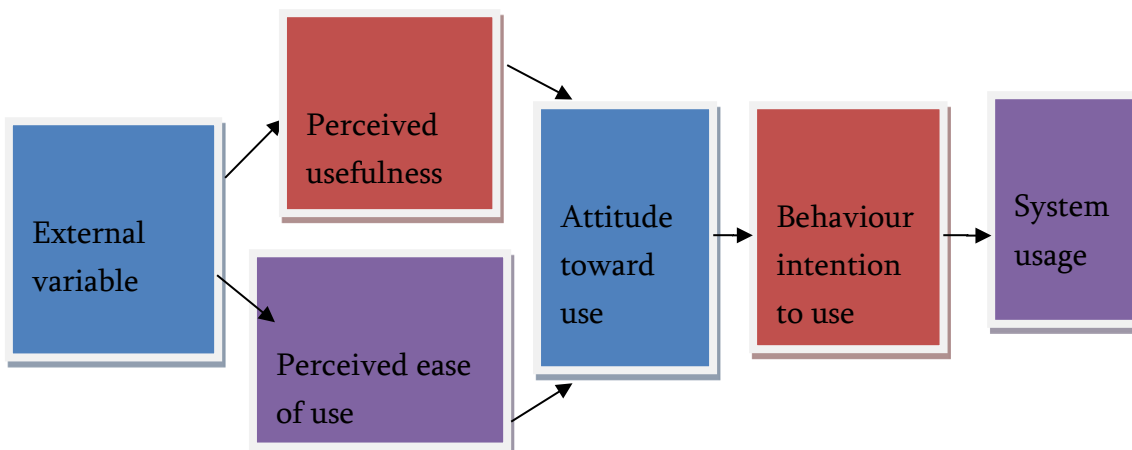 External
variable
Perceived
usefulness
Perceived ease
of use
Attitude
toward
use
Behaviour
intention
to use
System
usage